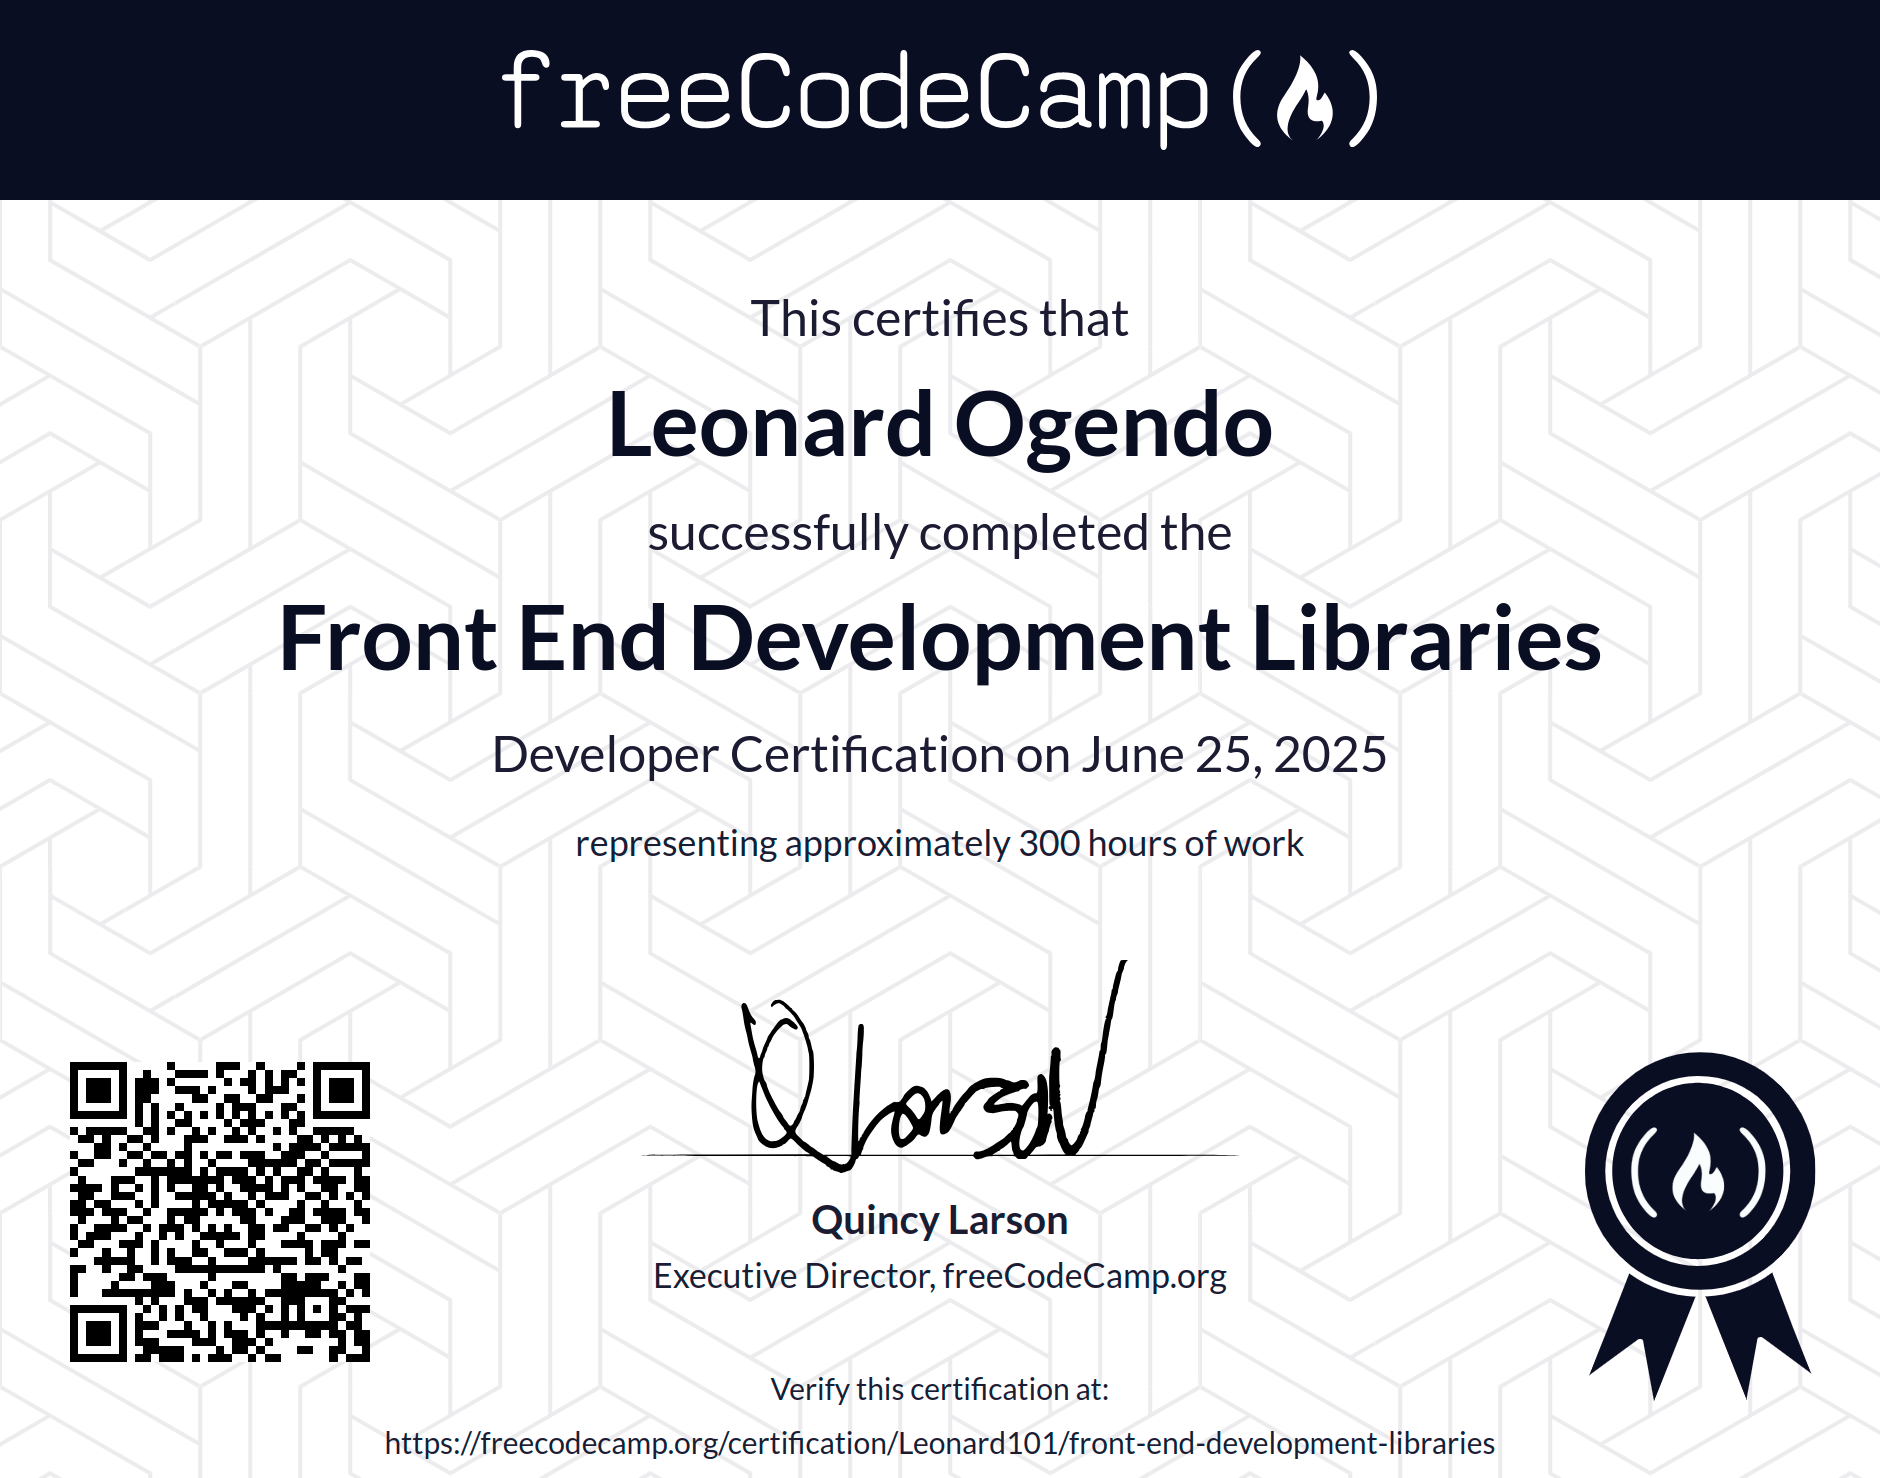 freeCodeCamp
This certifies that
Leonard Ogendo
successfully completed the
Front End Development Libraries
Developer Certification on June 25, 2025
representing approximately 300 hours of work
Quincy Larson
Executive Director, freeCodeCamp.org
Verify this certification at:
https://freecodecamp.org/certification/Leonard101/front-end-development-libraries